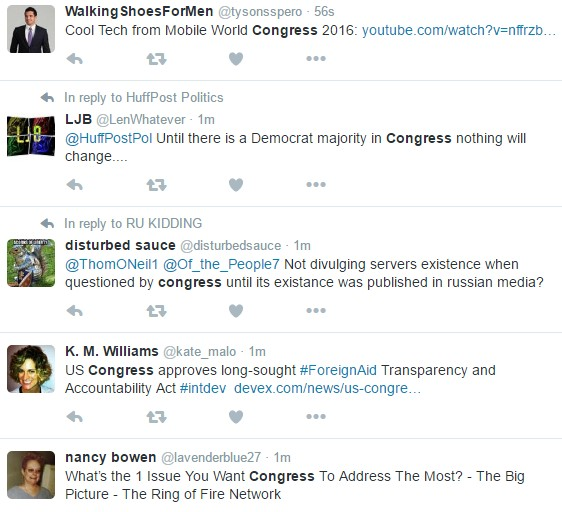 WalkingShoesForMen @tysonsspero · 56s
Cool Tech from Mobile World Congress 2016: youtube.com/watch?v=nffrzb…
In reply to HuffPost Politics
LJB @LenWhatever · 1m
@HuffPostPol Until there is a Democrat majority in Congress nothing will
change....
LJB
In reply to RU KIDDING
disturbed sauce @disturbedsauce · 1m
@ThomONeil1 @Of_the_People7 Not divulging servers existence when
questioned by congress until its existance was published in russian media?
K. M. Williams @kate_malo · 1m
US Congress approves long-sought #ForeignAid Transparency and
Accountability Act #intdev devex.com/news/us-congre…
nancy bowen @lavenderblue27 · 1m
What's the 1 Issue You Want Congress To Address The Most? - The Big
Picture - The Ring of Fire Network